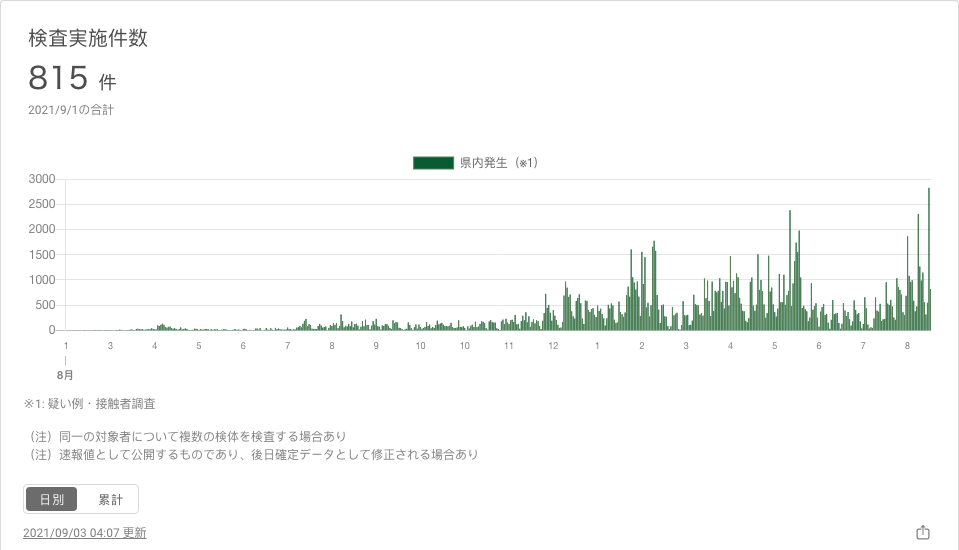 検査実施件数
815 件
2021/9/1の合計
県内発生（※1）
3000
2500
2000
1500
1000
500
0
1 3 4 5 6 7 8 9 10 10 11 12 1 2 3 4 5 6 7 8
8月
※1: 疑い例・接触者調査
（注）同一の対象者について複数の検体を検査する場合あり
（注）速報値として公開するものであり、後日確定データとして修正される場合あり
日別 累計
2021/09/03 04:07 更新